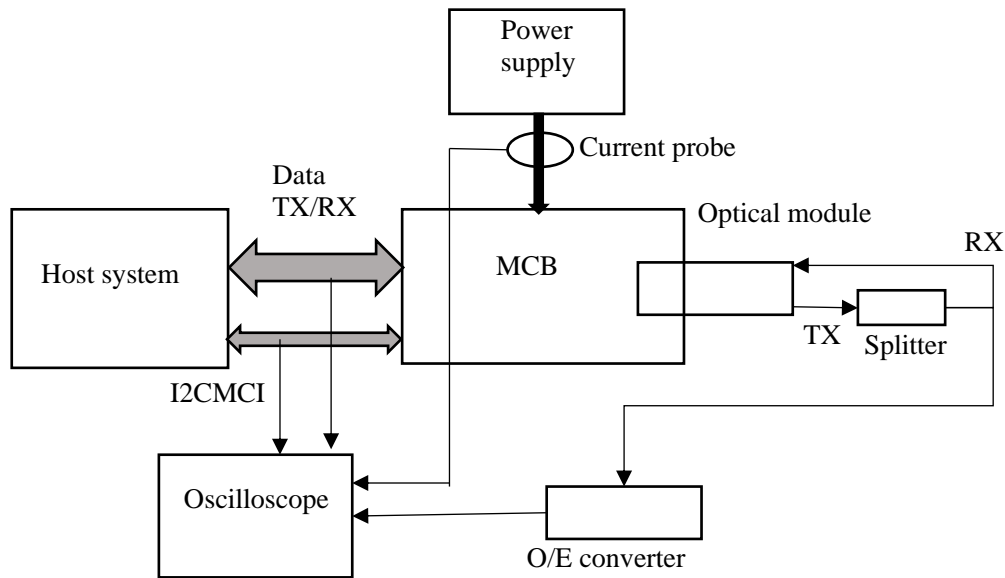 Power
supply
Current probe
Data
TX/RX
Optical module
RX
Host system
MCB
TX
Splitter
I2CMCI
Oscilloscope
O/E converter